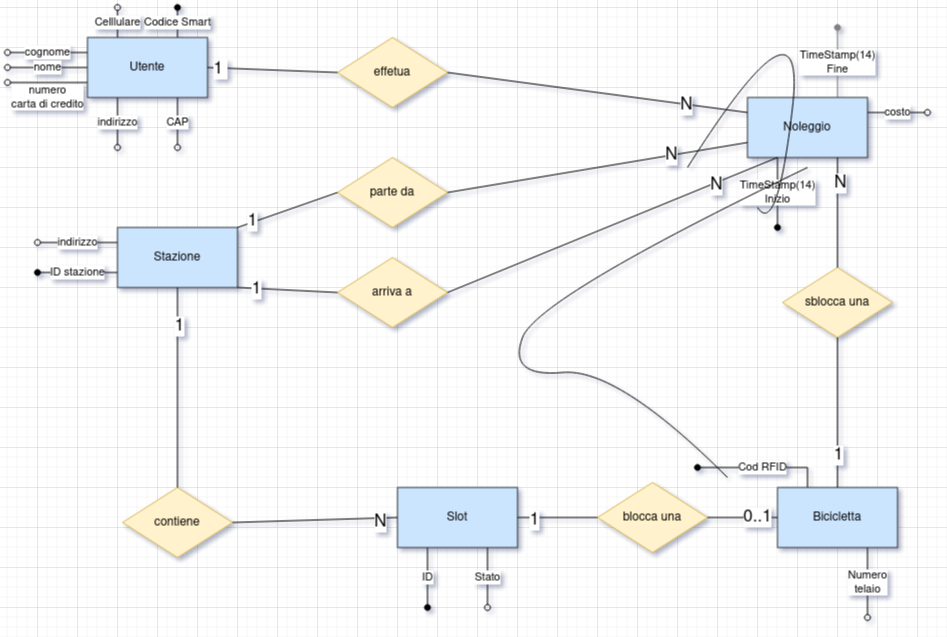 Celllulare
Codice Smart
cognome
nome
numero
carta di credito
Utente
indirizzo
CAP
1
effetua
N
TimeStamp(14)
Fine
Noleggio
costo
TimeStamp(14)
Inizio
N
parte da
1
N
arriva a
1
indirizzo
ID stazione
Stazione
1
N
sblocca una
1
Cod RFID
contiene
N
Slot
1
blocca una
0..1
Bicicletta
ID
Stato
Numero
telaio